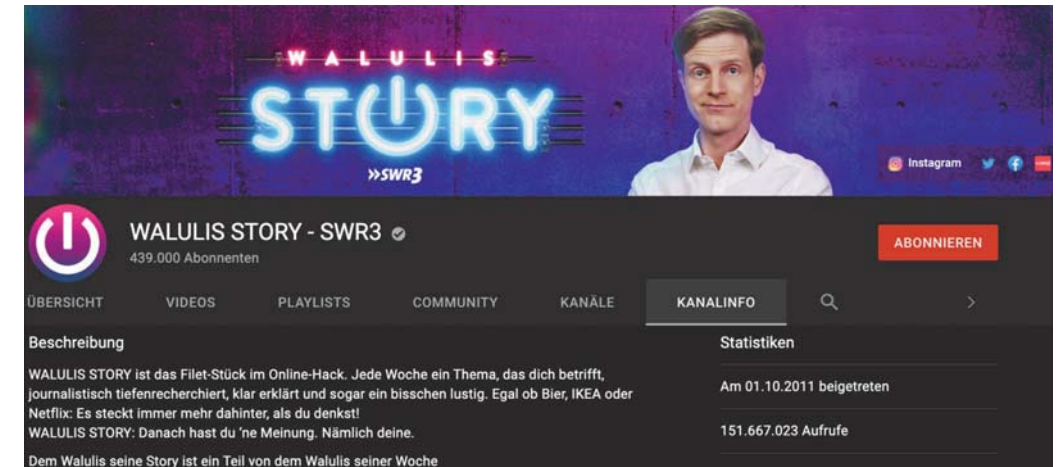 WALULIS
STORY
»SWR3
Instagram
WALULIS STORY - SWR3
439.000 Abonnenten
ABONNIEREN
ÜBERSICHT VIDEOS PLAYLISTS COMMUNITY KANÄLE KANALINFO
Beschreibung
WALULIS STORY ist das Filet-Stück im Online-Hack. Jede Woche ein Thema, das dich betrifft,
journalistisch tiefenrecherchiert, klar erklärt und sogar ein bisschen lustig. Egal ob Bier, IKEA oder
Netflix: Es steckt immer mehr dahinter, als du denkst!
WALULIS STORY: Danach hast du 'ne Meinung. Nämlich deine.
Dem Walulis seine Story ist ein Teil von dem Walulis seiner Woche
Statistiken
Am 01.10.2011 beigetreten
151.667.023 Aufrufe